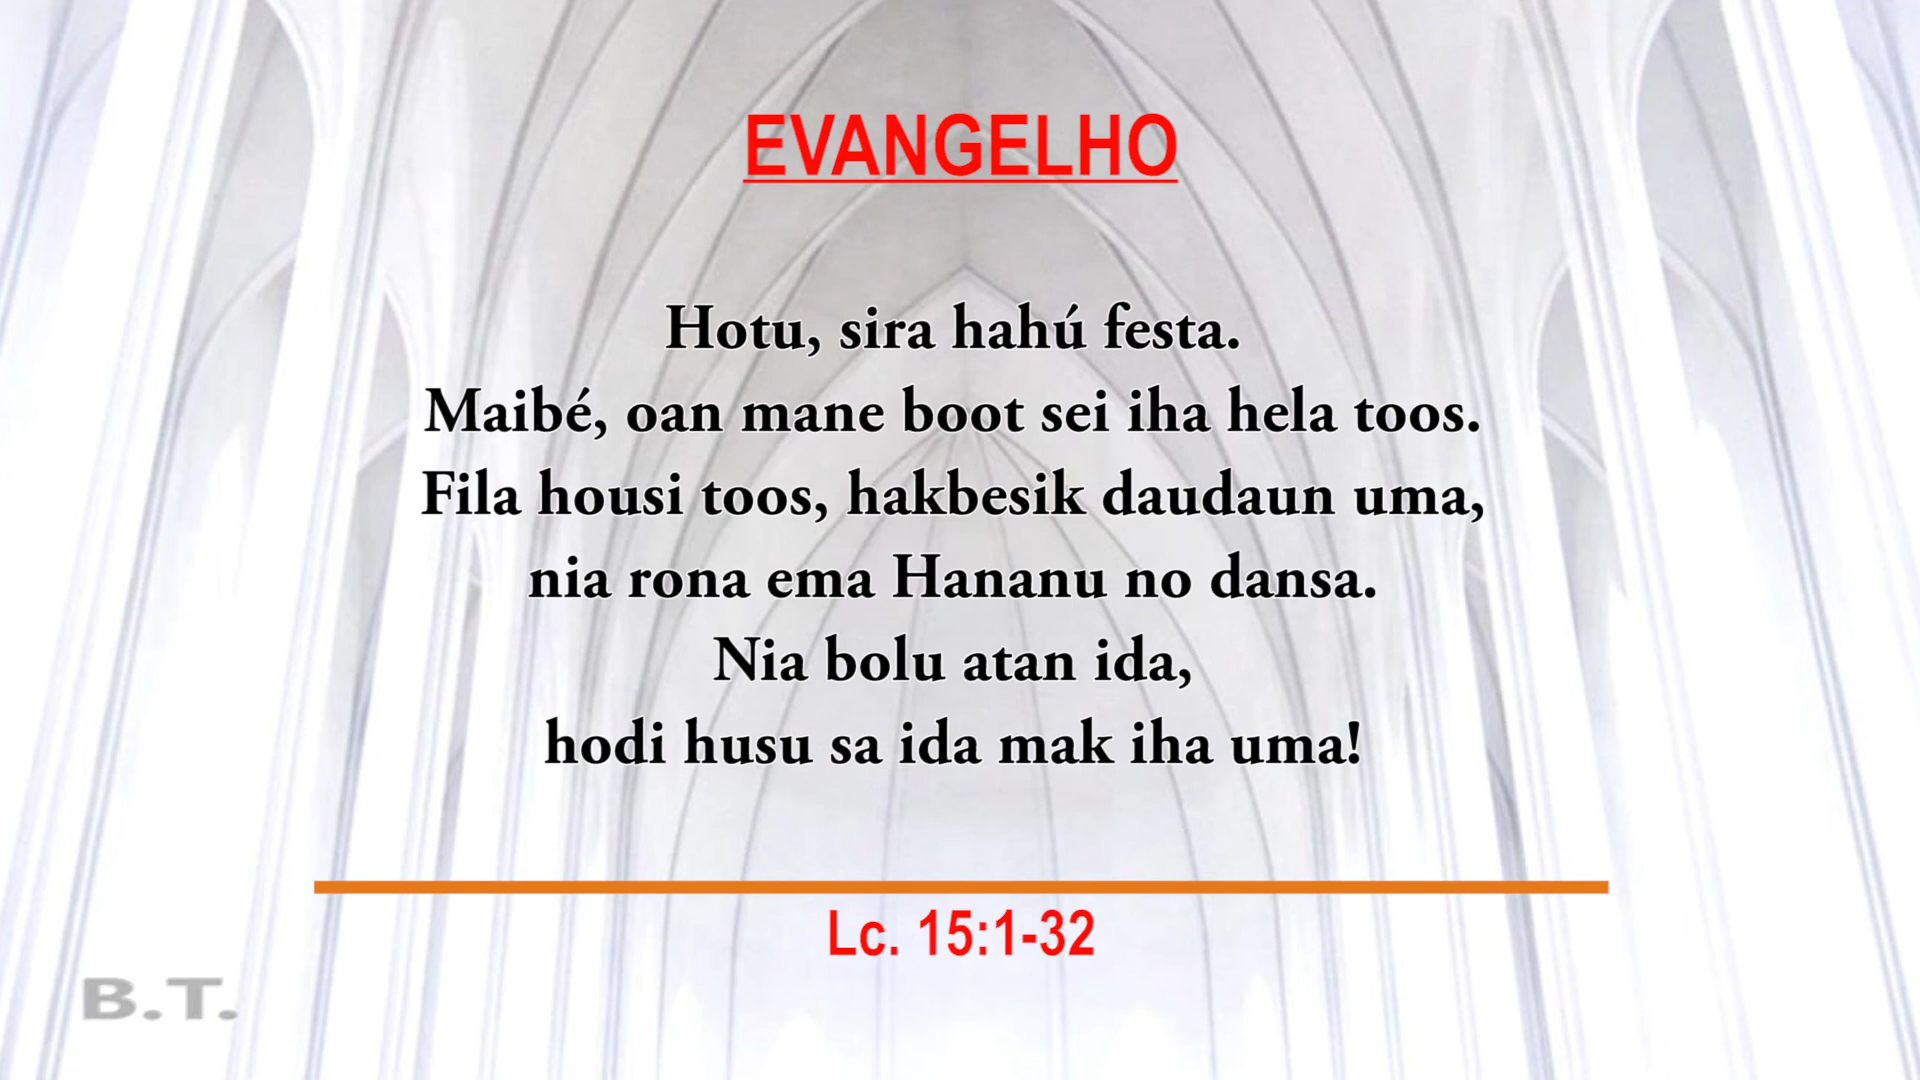 EVANGELHO
Hotu, sira hahú festa.
Maibé, oan mane boot sei iha hela toos.
Fila housi toos, hakbesik daudaun uma,
nia rona ema Hananu no dansa.
Nia bolu atan ida,
hodi husu sa ida mak iha uma!
Lc. 15:1-32
B.T.